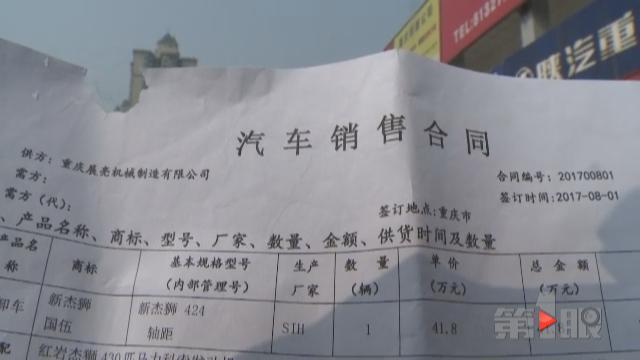 TEL:8132
陕汽重
汽车销售合同
供方: 重庆展亮机械制造有限公司
合同编号: 201700801
需方:
签订时间: 2017-08-01
需方(代):
签订地点: 重庆市
、产品名称、商标、型号、厂家、数量、金额、供货时间及数量
产品名称 商标 基本规格型号(内部管理号) 生产厂家 数量(辆) 单价(万元) 总金额(万元)
卸车 新杰狮国伍 新杰狮 424 轴距 SIH 1 41.8
第1眼